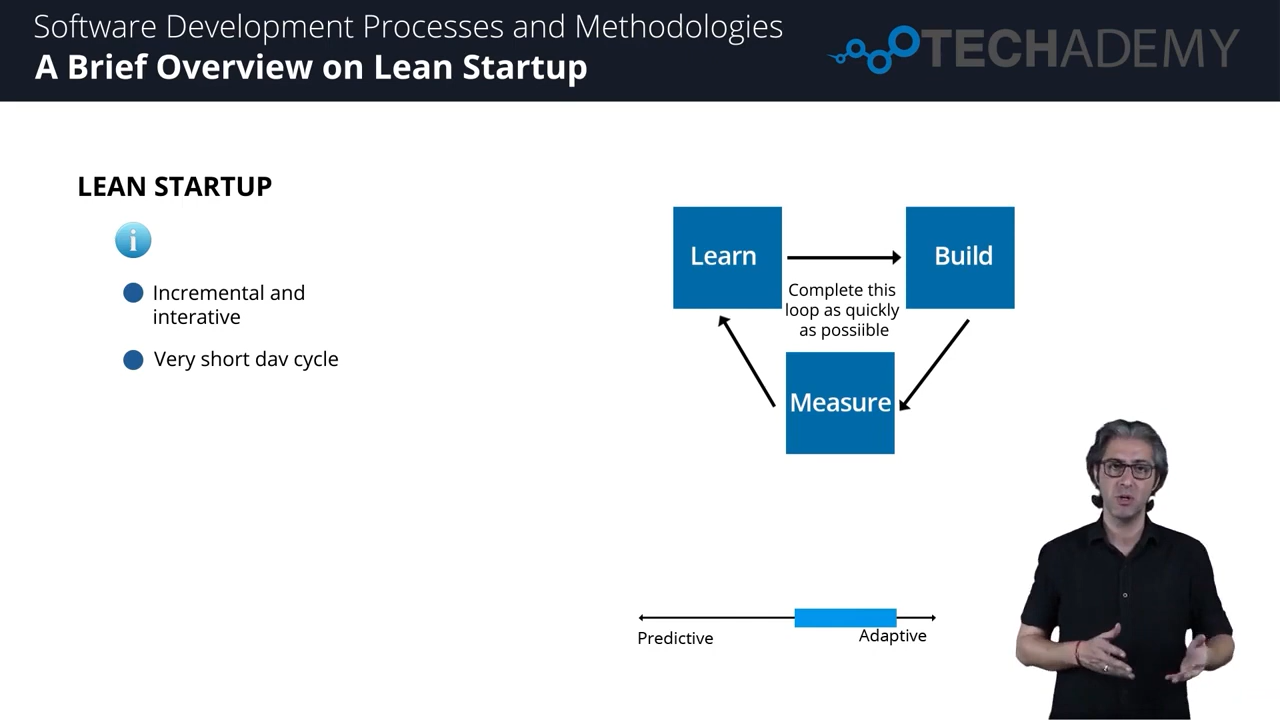 Software Development Processes and Methodologies
A Brief Overview on Lean Startup
TECHADEMY
LEAN STARTUP
i
Incremental and
interative
Very short dav cycle
Learn
Build
Complete this
loop as quickly
as possiible
Measure
Predictive
Adaptive